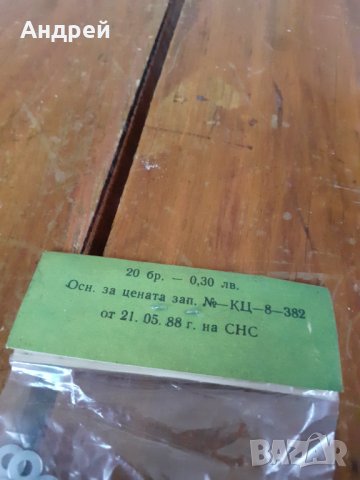 Андрей
20 бр. — 0,30 лв.
Осн. за цената зап. №—КЦ—8—382
от 21. 05. 88 г. на СНС
BAZAR